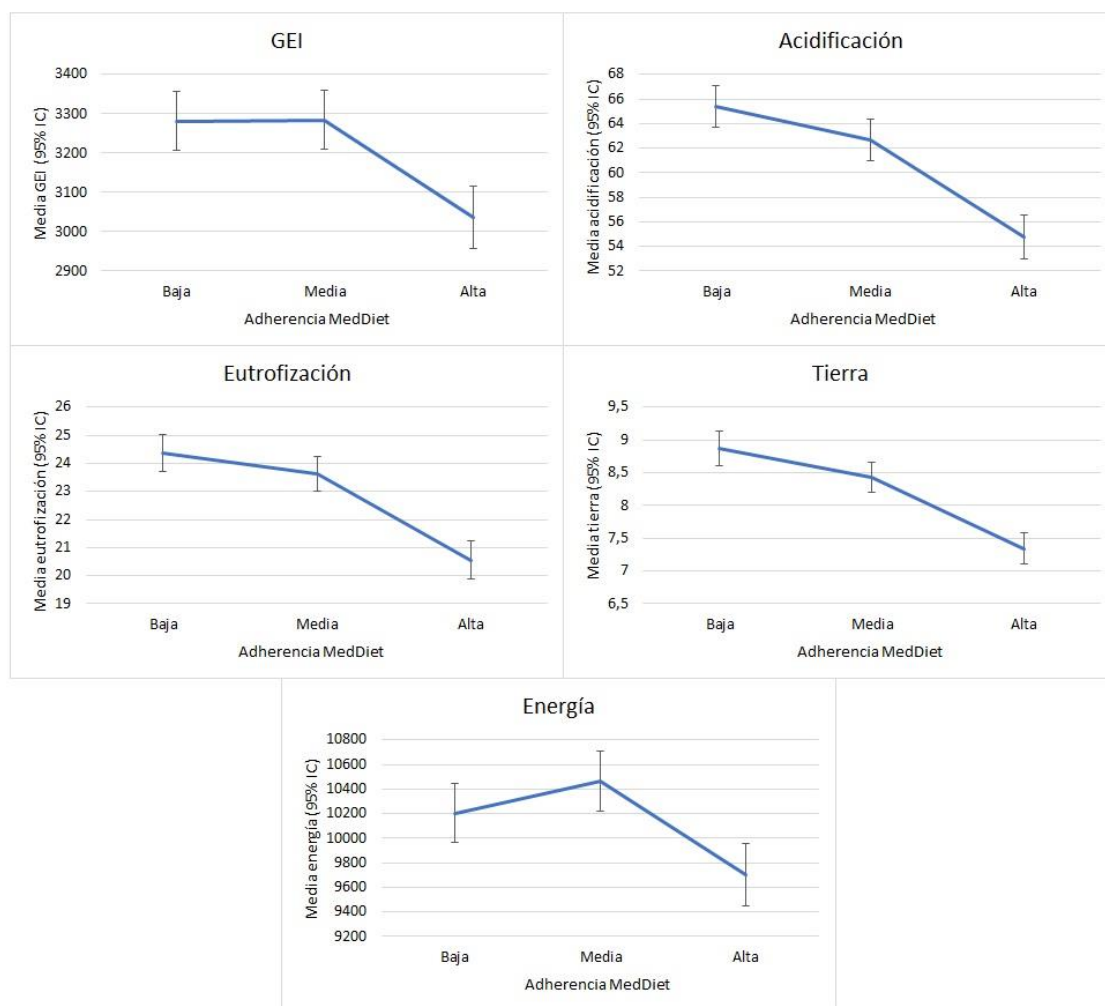 GEI
Media GEI (95% IC)
3400
3300
3200
3100
3000
2900
Baja Media Alta
Adherencia MedDiet
Acidificación
Media acidificación (95% IC)
68
66
64
62
60
58
56
54
52
Baja Media Alta
Adherencia MedDiet
Eutrofización
Media eutrofización (95% IC)
26
25
24
23
22
21
20
19
Baja Media Alta
Adherencia MedDiet
Tierra
Media tierra (95% IC)
9,5
9
8,5
8
7,5
7
6,5
Baja Media Alta
Adherencia MedDiet
Energía
Media energía (95% IC)
10800
10600
10400
10200
10000
9800
9600
9400
9200
Baja Media Alta
Adherencia MedDiet